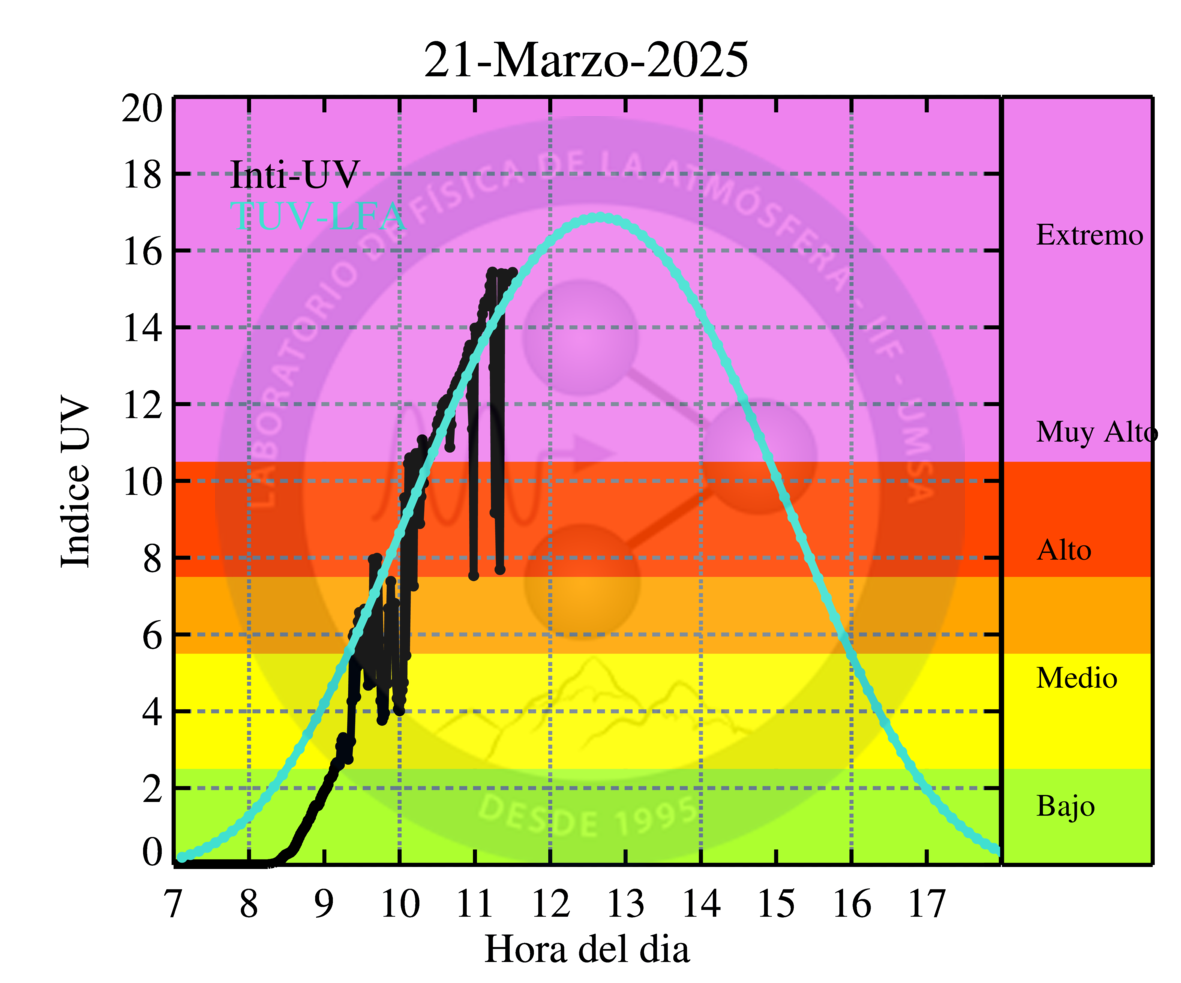 21-Marzo-2025
Inti-UV
TUV-LFA
LABORATORIO DE FÍSICA DE LA ATMÓSFERA - IIF - UMSA
DESDE 1995
Indice UV
20
18
16
14
12
10
8
6
4
2
0
Extremo
Muy Alto
Alto
Medio
Bajo
7 8 9 10 11 12 13 14 15 16 17
Hora del dia